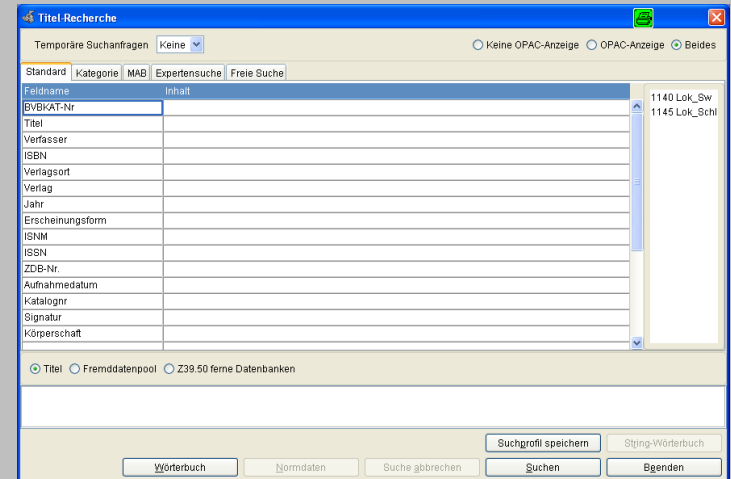 Titel-Recherche
Temporäre Suchanfragen Keine Keine OPAC-Anzeige OPAC-Anzeige Beides
Standard Kategorie MAB Expertensuche Freie Suche
Feldname Inhalt
BVBKAT-Nr
Titel
Verfasser
ISBN
Verlagsort
Verlag
Jahr
Erscheinungsform
ISNM
ISSN
ZDB-Nr.
Aufnahmedatum
Katalognr
Signatur
Körperschaft
1140 Lok_Sw
1145 Lok_Schl
Titel Fremddatenpool Z39.50 ferne Datenbanken
Suchprofil speichern String-Wörterbuch
Wörterbuch Normdaten Suche abbrechen Suchen Beenden